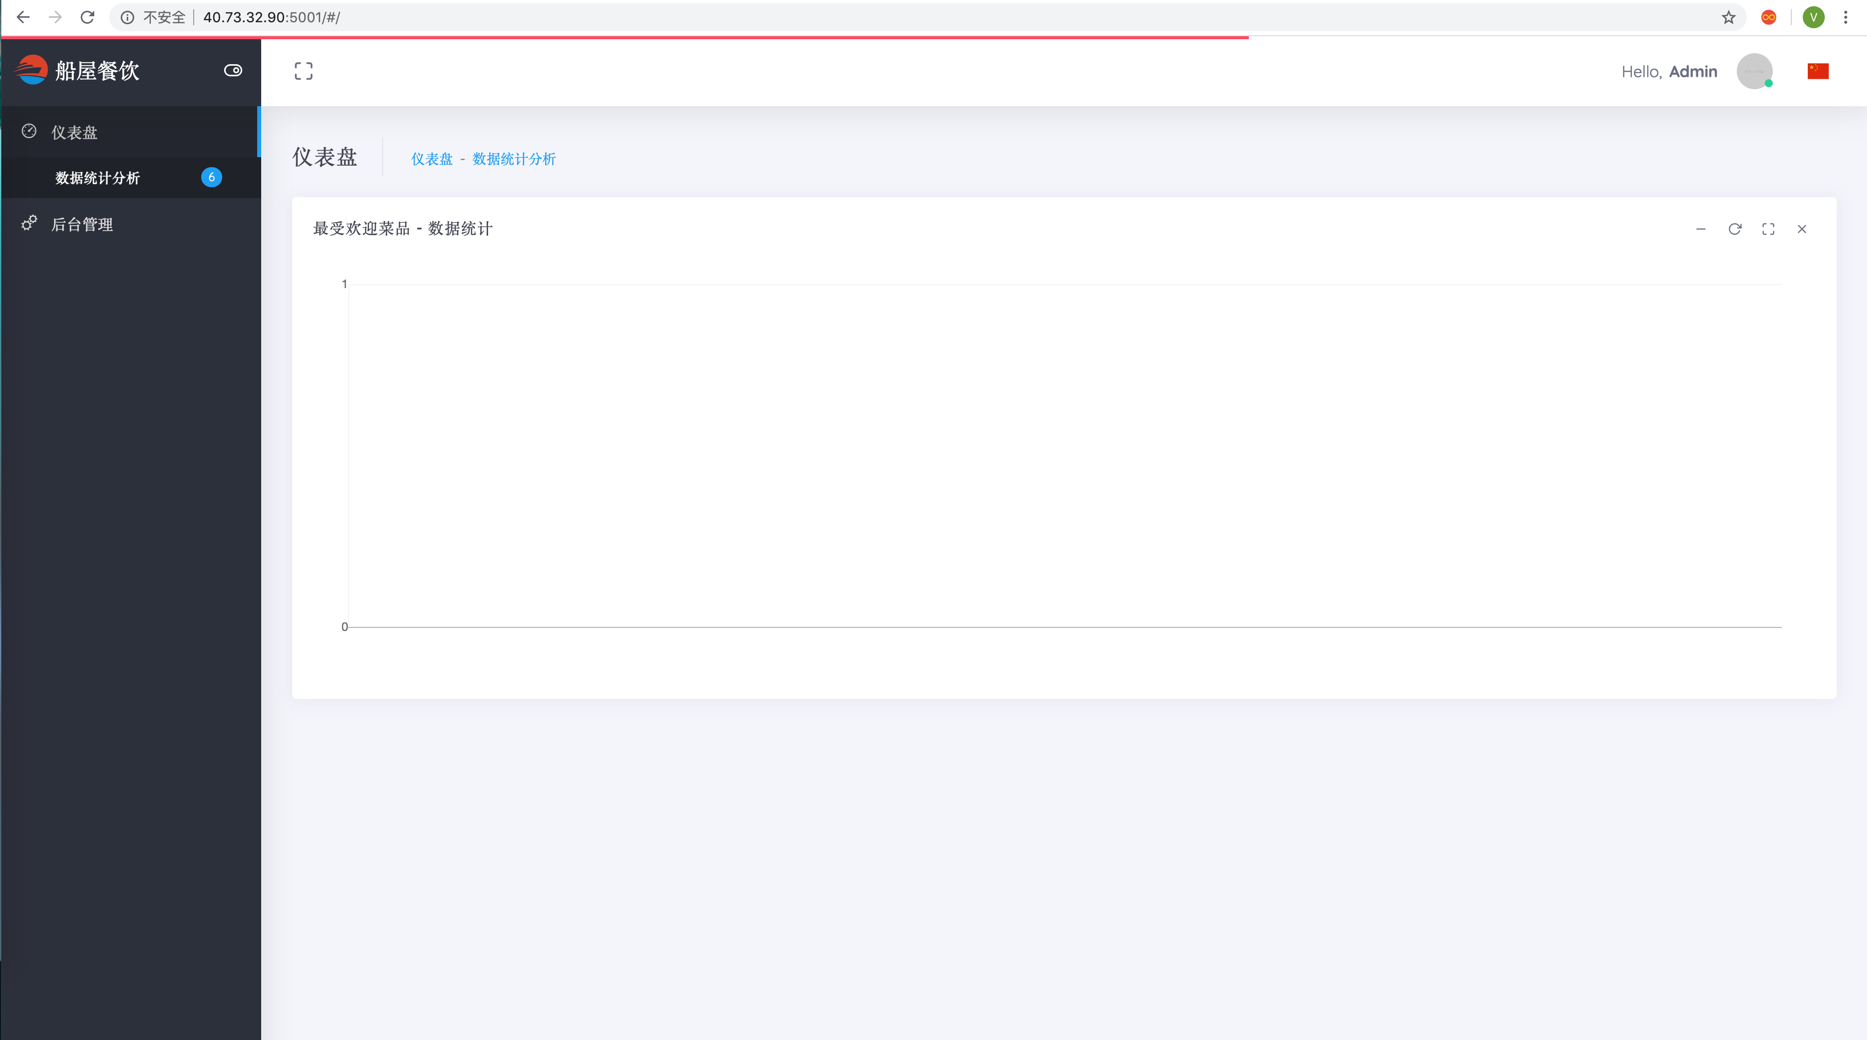 不安全 40.73.32.90:5001/#/
V
船屋餐饮
Hello, Admin
仪表盘
数据统计分析 6
后台管理
仪表盘
仪表盘 - 数据统计分析
最受欢迎菜品 - 数据统计
1
0